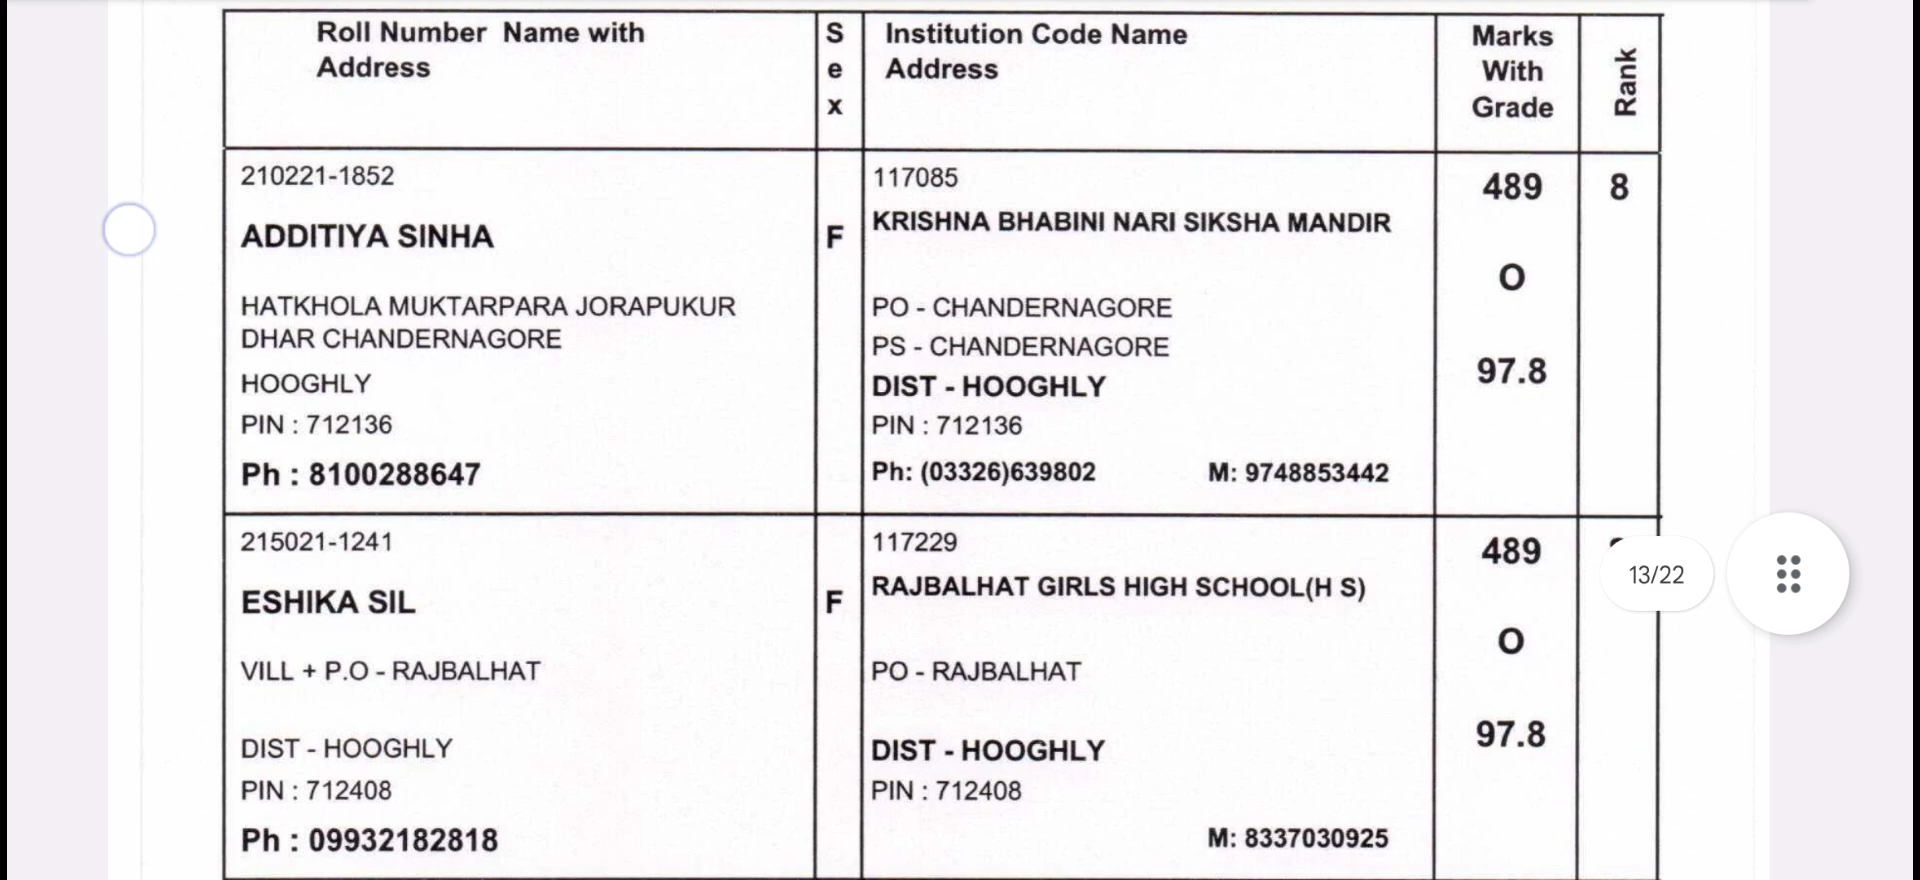 Roll Number Name with
Address
S
e
x
Institution Code Name
Address
Marks
With
Grade
Rank
210221-1852
ADDITIYA SINHA
HATKHOLA MUKTARPARA JORAPUKUR
DHAR CHANDERNAGORE
HOOGHLY
PIN : 712136
Ph : 8100288647
F
117085
KRISHNA BHABINI NARI SIKSHA MANDIR
PO - CHANDERNAGORE
PS - CHANDERNAGORE
DIST - HOOGHLY
PIN : 712136
Ph: (03326)639802 M: 9748853442
489
O
97.8
8
215021-1241
ESHIKA SIL
VILL + P.O - RAJBALHAT
DIST - HOOGHLY
PIN : 712408
Ph : 09932182818
F
117229
RAJBALHAT GIRLS HIGH SCHOOL(H S)
PO - RAJBALHAT
DIST - HOOGHLY
PIN : 712408
M: 8337030925
489
O
97.8
13/22